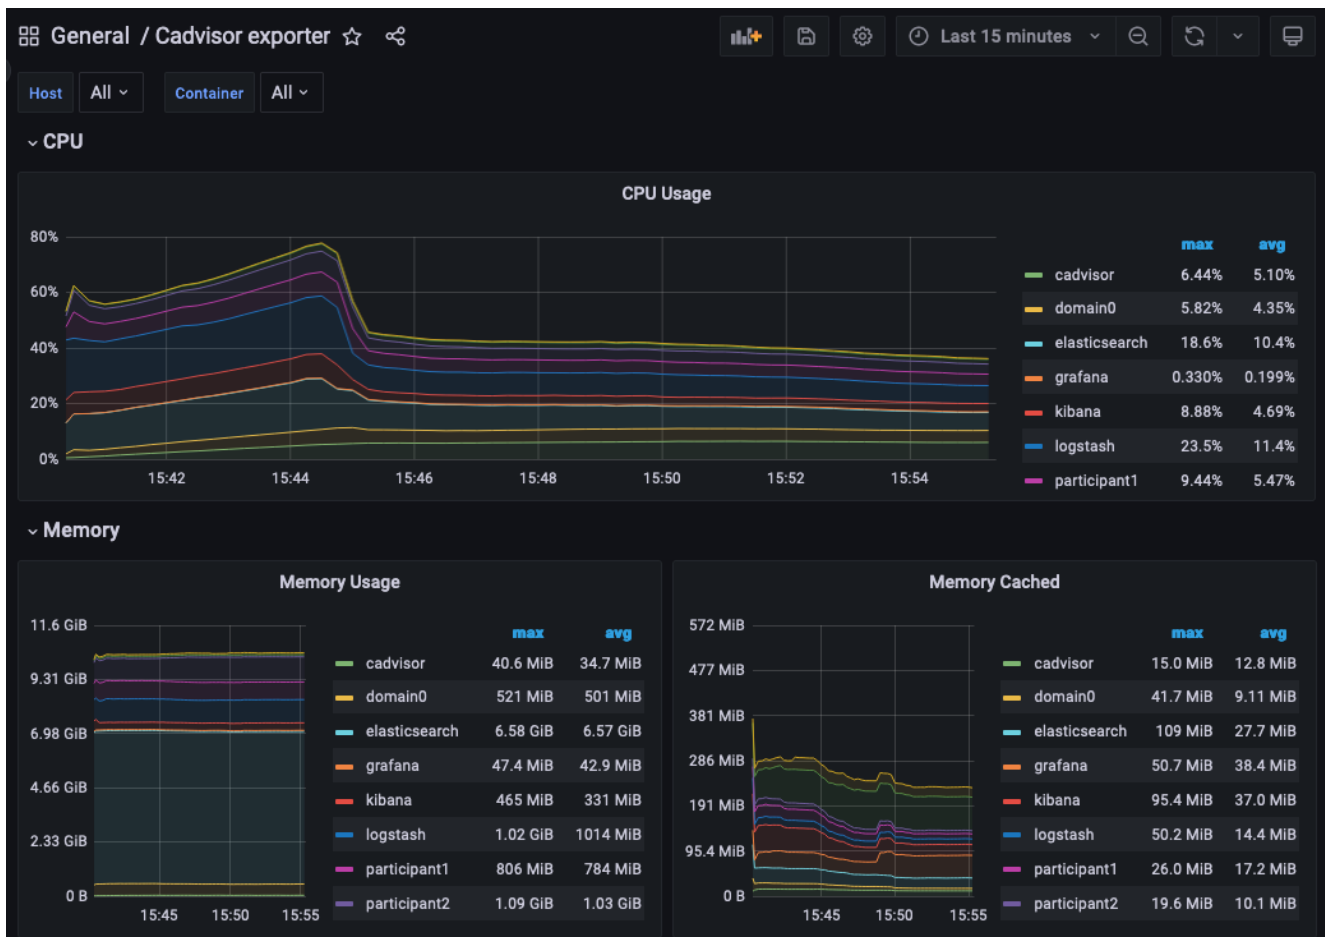 General / Cadvisor exporter
Last 15 minutes
Host All Container All
CPU
CPU Usage
80%
60%
40%
20%
0%
15:42 15:44 15:46 15:48 15:50 15:52 15:54
max avg
cadvisor 6.44% 5.10%
domain0 5.82% 4.35%
elasticsearch 18.6% 10.4%
grafana 0.330% 0.199%
kibana 8.88% 4.69%
logstash 23.5% 11.4%
participant1 9.44% 5.47%
Memory
Memory Usage
11.6 GiB
9.31 GiB
6.98 GiB
4.66 GiB
2.33 GiB
0 B
15:45 15:50 15:55
max avg
cadvisor 40.6 MiB 34.7 MiB
domain0 521 MiB 501 MiB
elasticsearch 6.58 GiB 6.57 GiB
grafana 47.4 MiB 42.9 MiB
kibana 465 MiB 331 MiB
logstash 1.02 GiB 1014 MiB
participant1 806 MiB 784 MiB
participant2 1.09 GiB 1.03 GiB
Memory Cached
572 MiB
477 MiB
381 MiB
286 MiB
191 MiB
95.4 MiB
0 B
15:45 15:50 15:55
max avg
cadvisor 15.0 MiB 12.8 MiB
domain0 41.7 MiB 9.11 MiB
elasticsearch 109 MiB 27.7 MiB
grafana 50.7 MiB 38.4 MiB
kibana 95.4 MiB 37.0 MiB
logstash 50.2 MiB 14.4 MiB
participant1 26.0 MiB 17.2 MiB
participant2 19.6 MiB 10.1 MiB